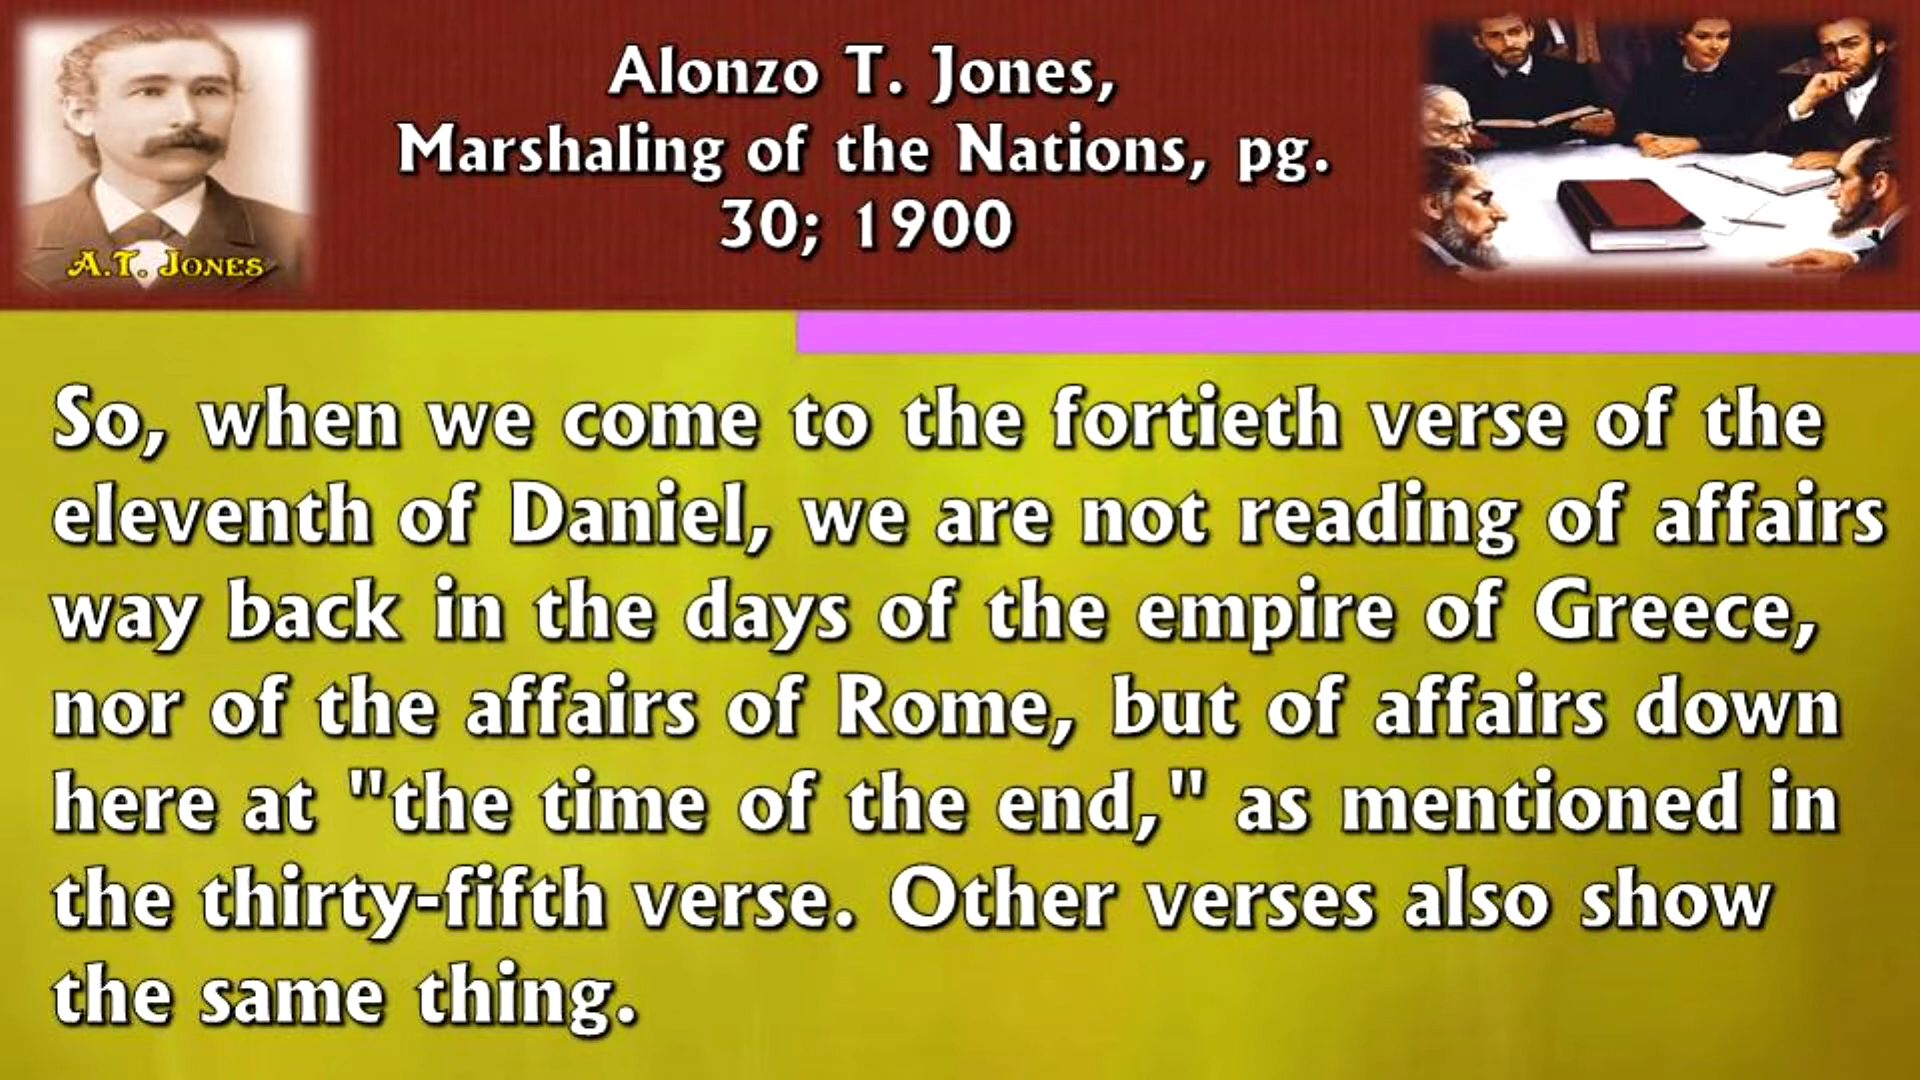 Alonzo T. Jones,
Marshaling of the Nations, pg.
30; 1900
A.T. JONES
So, when we come to the fortieth verse of the
eleventh of Daniel, we are not reading of affairs
way back in the days of the empire of Greece,
nor of the affairs of Rome, but of affairs down
here at "the time of the end," as mentioned in
the thirty-fifth verse. Other verses also show
the same thing.